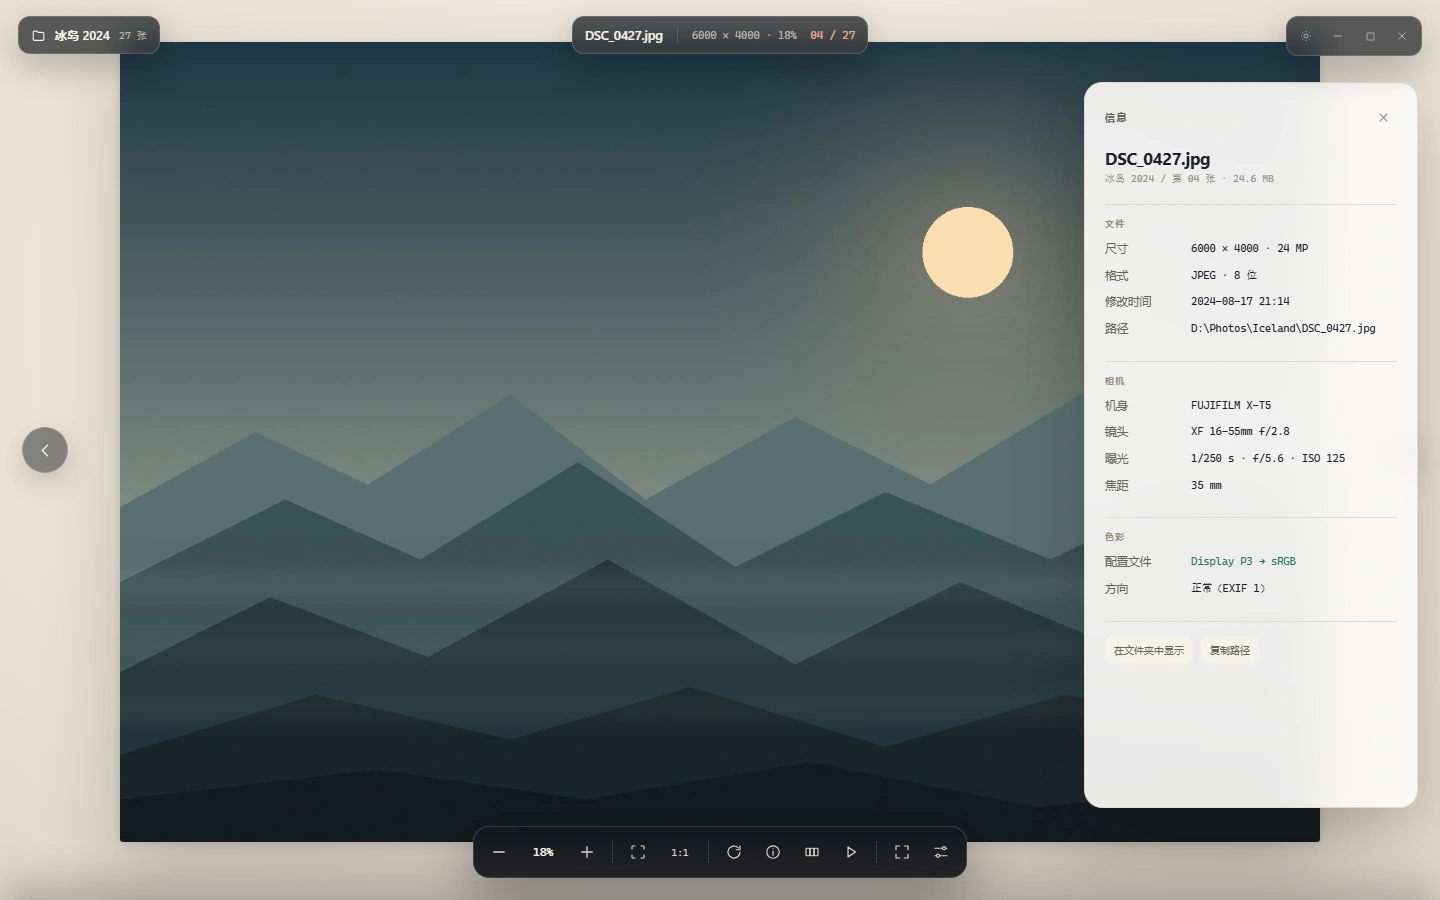 冰岛 2024 27 张
DSC_0427.jpg 6000 × 4000 · 18% 04 / 27
信息
DSC_0427.jpg
冰岛 2024 / 第 04 张 · 24.6 MB
文件
尺寸 6000 × 4000 · 24 MP
格式 JPEG · 8 位
修改时间 2024-08-17 21:14
路径 D:\Photos\Iceland\DSC_0427.jpg
相机
机身 FUJIFILM X-T5
镜头 XF 16-55mm f/2.8
曝光 1/250 s · f/5.6 · ISO 125
焦距 35 mm
色彩
配置文件 Display P3 → sRGB
方向 正常（EXIF 1）
在文件夹中显示 复制路径
18% 1:1